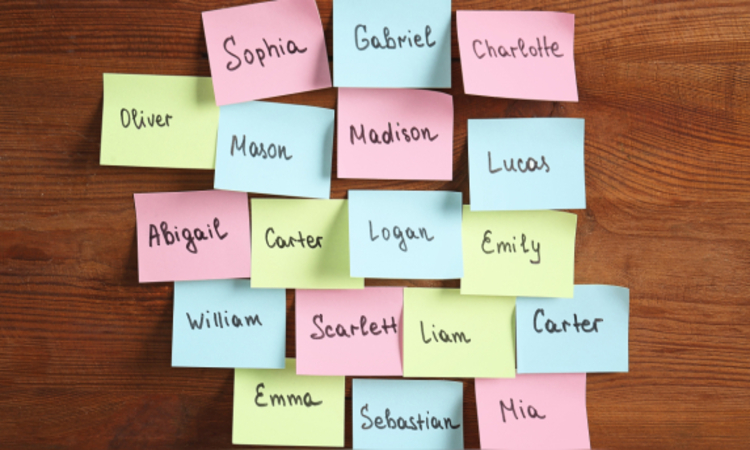 Sophia
Gabriel
Charlotte
Oliver
Mason
Madison
Lucas
Abigail
Carter
Logan
Emily
William
Scarlett
Liam
Carter
Emma
Sebastian
Mia